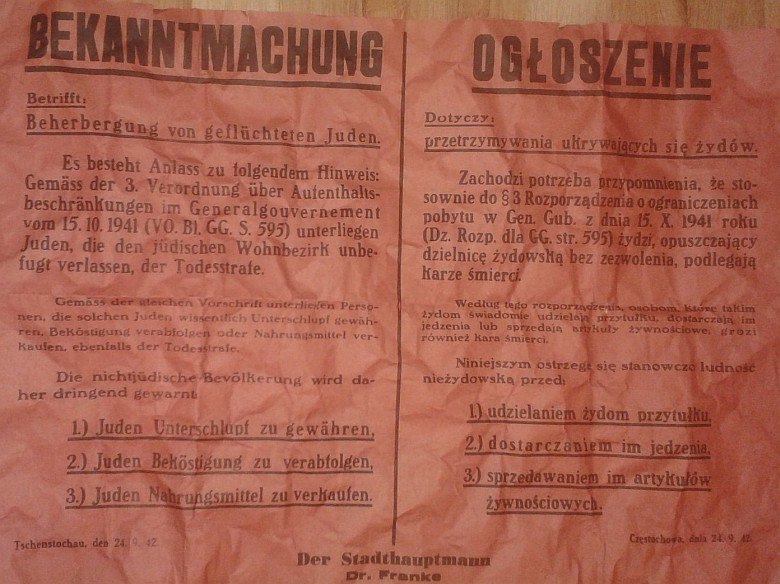 BEKANNTMACHUNG
Betrifft:
Beherbergung von geflüchteten Juden.
Es besteht Anlass zu folgendem Hinweis:
Gemäss der 3. Verordnung über Aufenthalts-
beschränkungen im Generalgouvernement
vom 15. 10. 1941 (VO. Bl. GG. S. 595) unterliegen
Juden, die den jüdischen Wohnbezirk unbe-
fugt verlassen, der Todesstrafe.
Gemäss der gleichen Vorschrift unterliegen Perso-
nen, die solchen Juden wissentlich Unterschlupf gewäh-
ren, Beköstigung verabfolgen oder Nahrungsmittel ver-
kaufen, ebenfalls der Todesstrafe.
Die nichtjüdische Bevölkerung wird da-
her dringend gewarnt:
1.) Juden Unterschlupf zu gewähren,
2.) Juden Beköstigung zu verabfolgen,
3.) Juden Nahrungsmittel zu verkaufen.
Tschenstochau, den 24. 9. 42.
OGŁOSZENIE
Dotyczy:
przetrzymywania ukrywających się żydów.
Zachodzi potrzeba przypomnienia, że sto-
sownie do § 3 Rozporządzenia o ograniczeniach
pobytu w Gen. Gub. z dnia 15. X. 1941 roku
(Dz. Rozp. dla GG. str. 595) żydzi, opuszczający
dzielnicę żydowską bez zezwolenia, podlegają
karze śmierci.
Według tego rozporządzenia, osobom, które takim
żydom świadomie udzielają przytułku, dostarczają im
jedzenia lub sprzedają artykuły żywnościowe, grozi
również kara śmierci.
Niniejszym ostrzega się stanowczo ludność
nieżydowską przed:
1.) udzielaniem żydom przytułku,
2.) dostarczaniem im jedzenia,
3.) sprzedawaniem im artykułów
żywnościowych.
Częstochowa, dnia 24. 9. 42.
Der Stadthauptmann
Dr. Franke